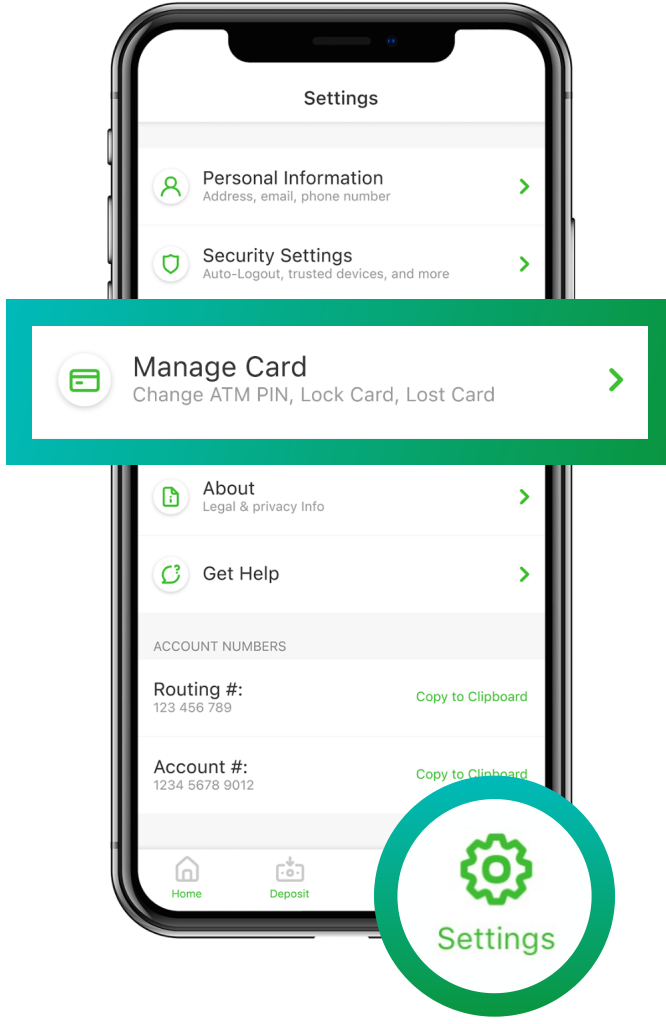 Settings
Personal Information
Address, email, phone number
Security Settings
Auto-Logout, trusted devices, and more
Manage Card
Change ATM PIN, Lock Card, Lost Card
About
Legal & privacy Info
Get Help
ACCOUNT NUMBERS
Routing #:
123 456 789
Copy to Clipboard
Account #:
1234 5678 9012
Copy to Clipboard
Home
Deposit
Settings